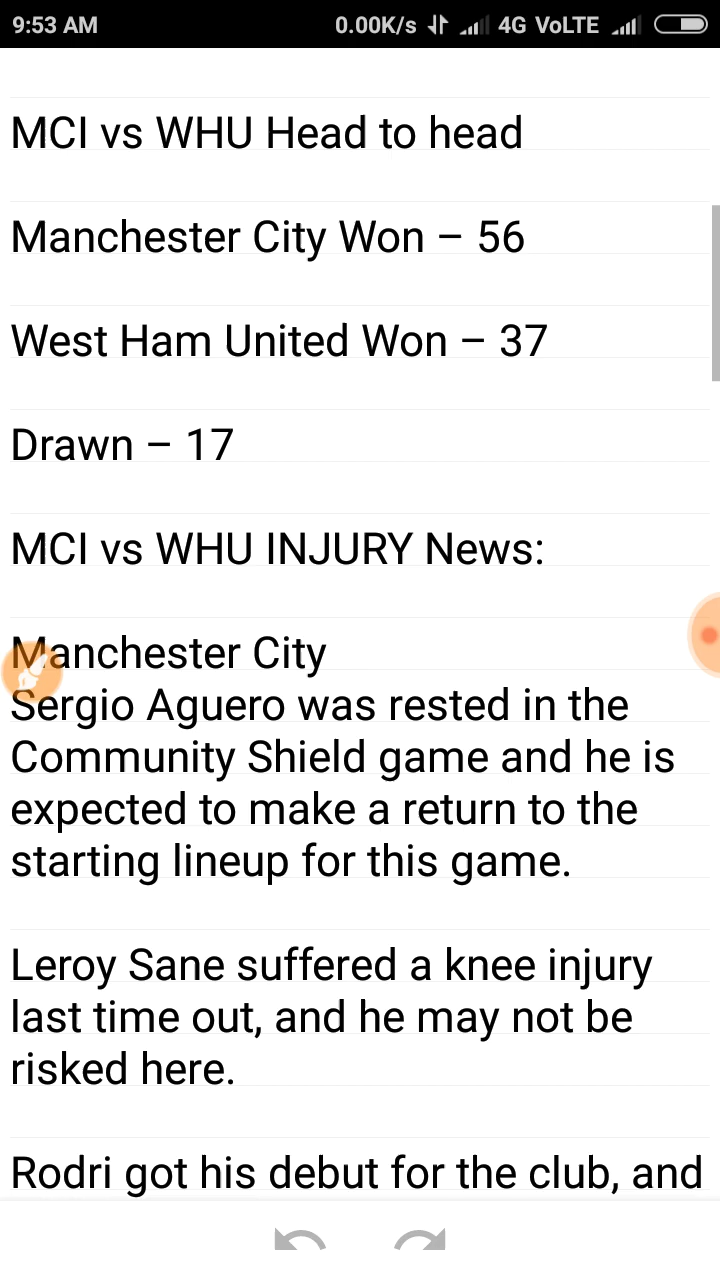 9:53 AM 0.00K/s 4G VoLTE
MCI vs WHU Head to head
Manchester City Won – 56
West Ham United Won – 37
Drawn – 17
MCI vs WHU INJURY News:
Manchester City
Sergio Aguero was rested in the
Community Shield game and he is
expected to make a return to the
starting lineup for this game.
Leroy Sane suffered a knee injury
last time out, and he may not be
risked here.
Rodri got his debut for the club, and